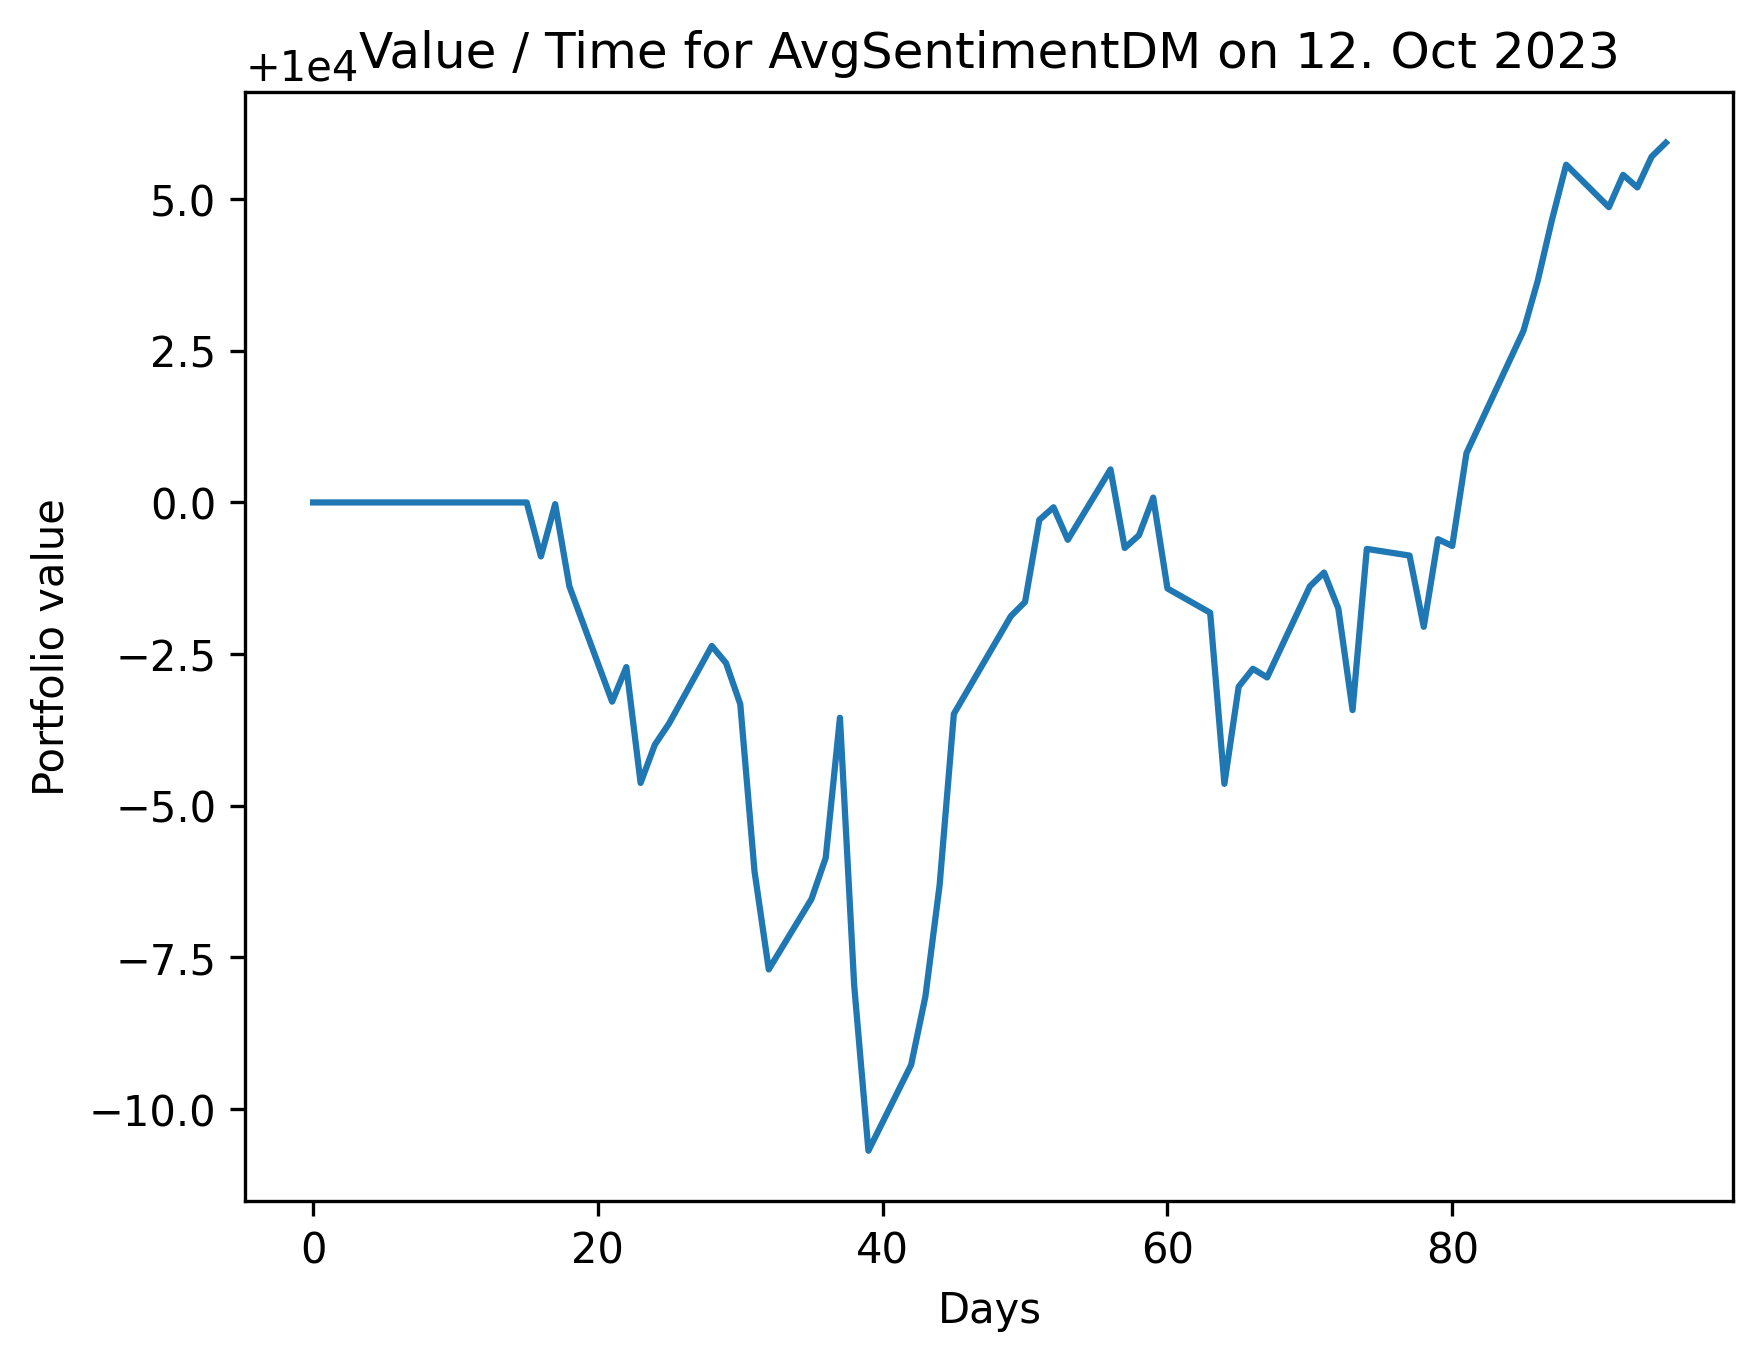 Value / Time for AvgSentimentDM on 12. Oct 2023
+1e4
5.0
2.5
0.0
−2.5
−5.0
−7.5
−10.0
Portfolio value
0 20 40 60 80
Days